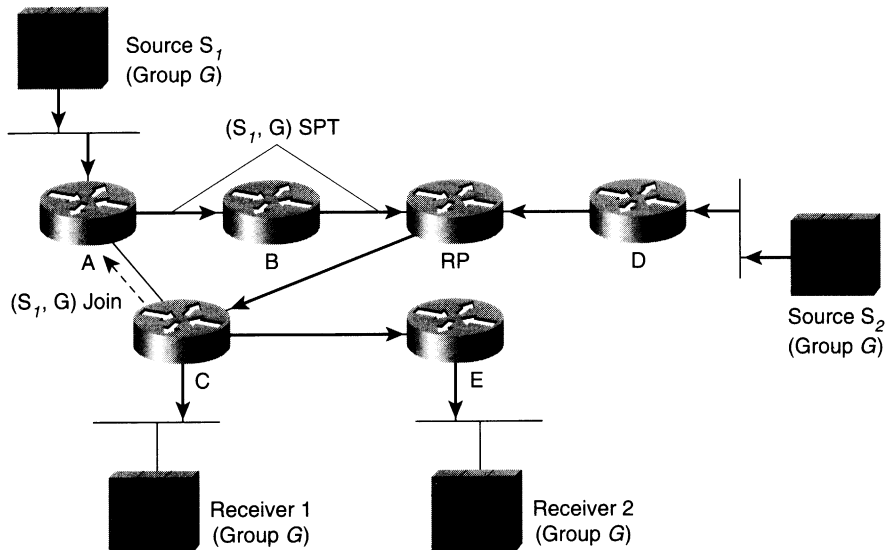 Source S1
(Group G)
(S1, G) SPT
A
B
RP
D
(S1, G) Join
Source S2
(Group G)
C
E
Receiver 1
(Group G)
Receiver 2
(Group G)